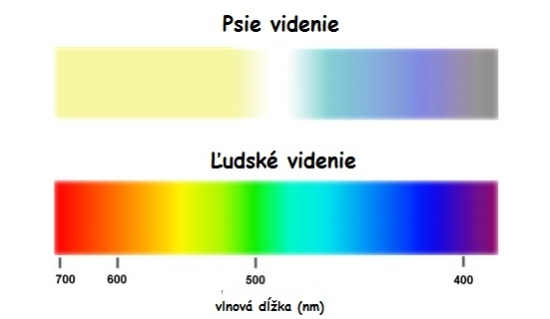 Psie videnie
Ľudské videnie
700 600 500 400
vlnová dĺžka (nm)